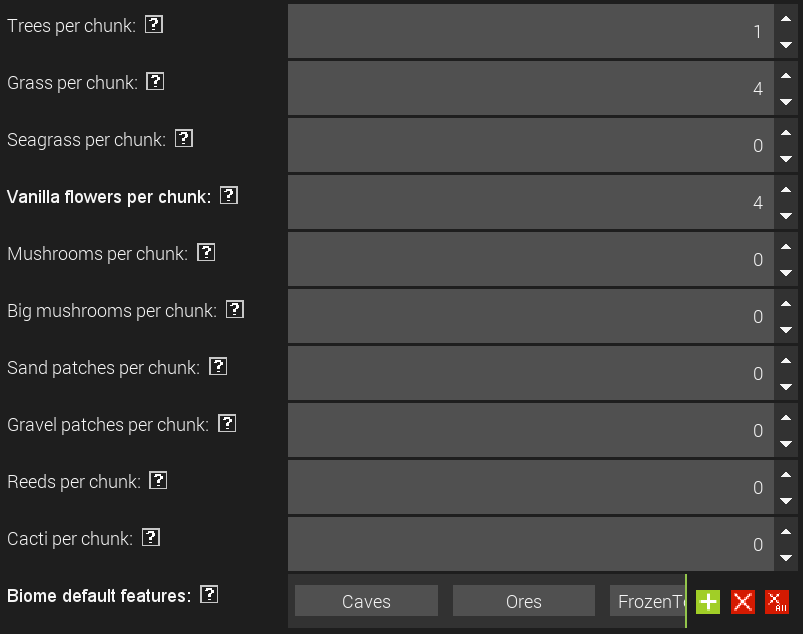 Trees per chunk: ? 1
Grass per chunk: ? 4
Seagrass per chunk: ? 0
Vanilla flowers per chunk: ? 4
Mushrooms per chunk: ? 0
Big mushrooms per chunk: ? 0
Sand patches per chunk: ? 0
Gravel patches per chunk: ? 0
Reeds per chunk: ? 0
Cacti per chunk: ? 0
Biome default features: ? Caves Ores FrozenT + X X All